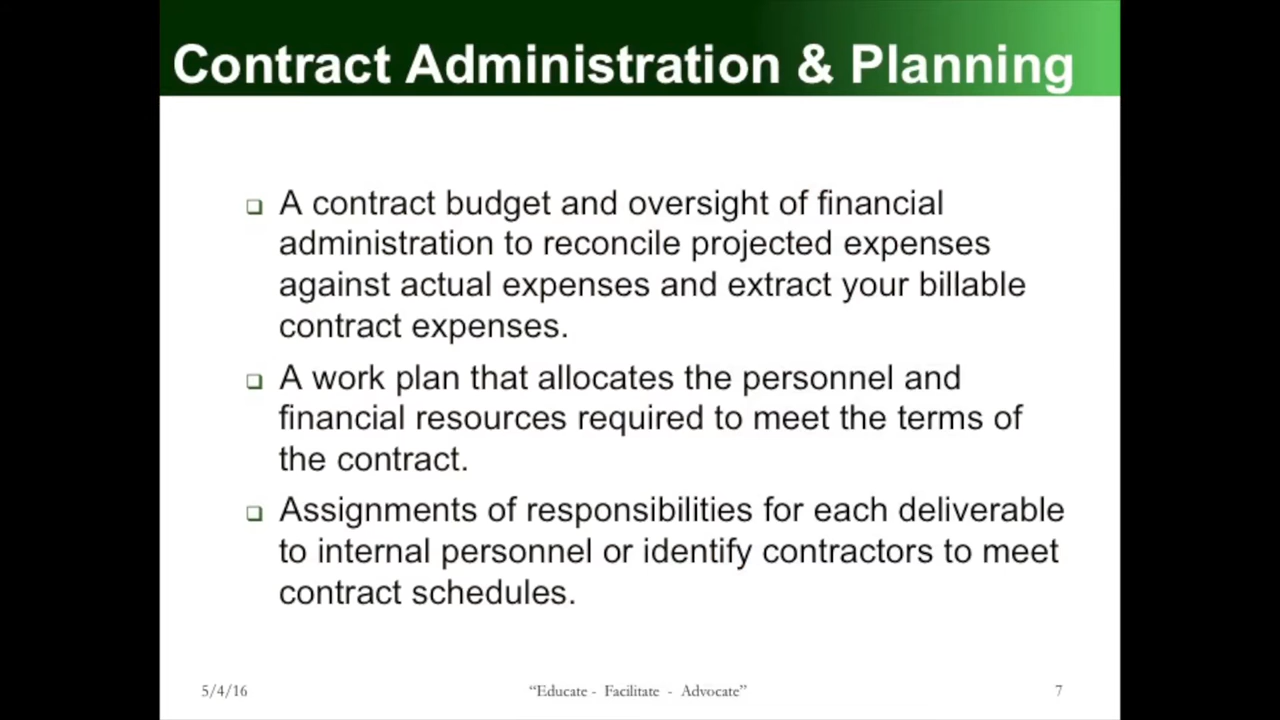 Contract Administration & Planning
❑ A contract budget and oversight of financial
administration to reconcile projected expenses
against actual expenses and extract your billable
contract expenses.
❑ A work plan that allocates the personnel and
financial resources required to meet the terms of
the contract.
❑ Assignments of responsibilities for each deliverable
to internal personnel or identify contractors to meet
contract schedules.
5/4/16 “Educate - Facilitate - Advocate” 7